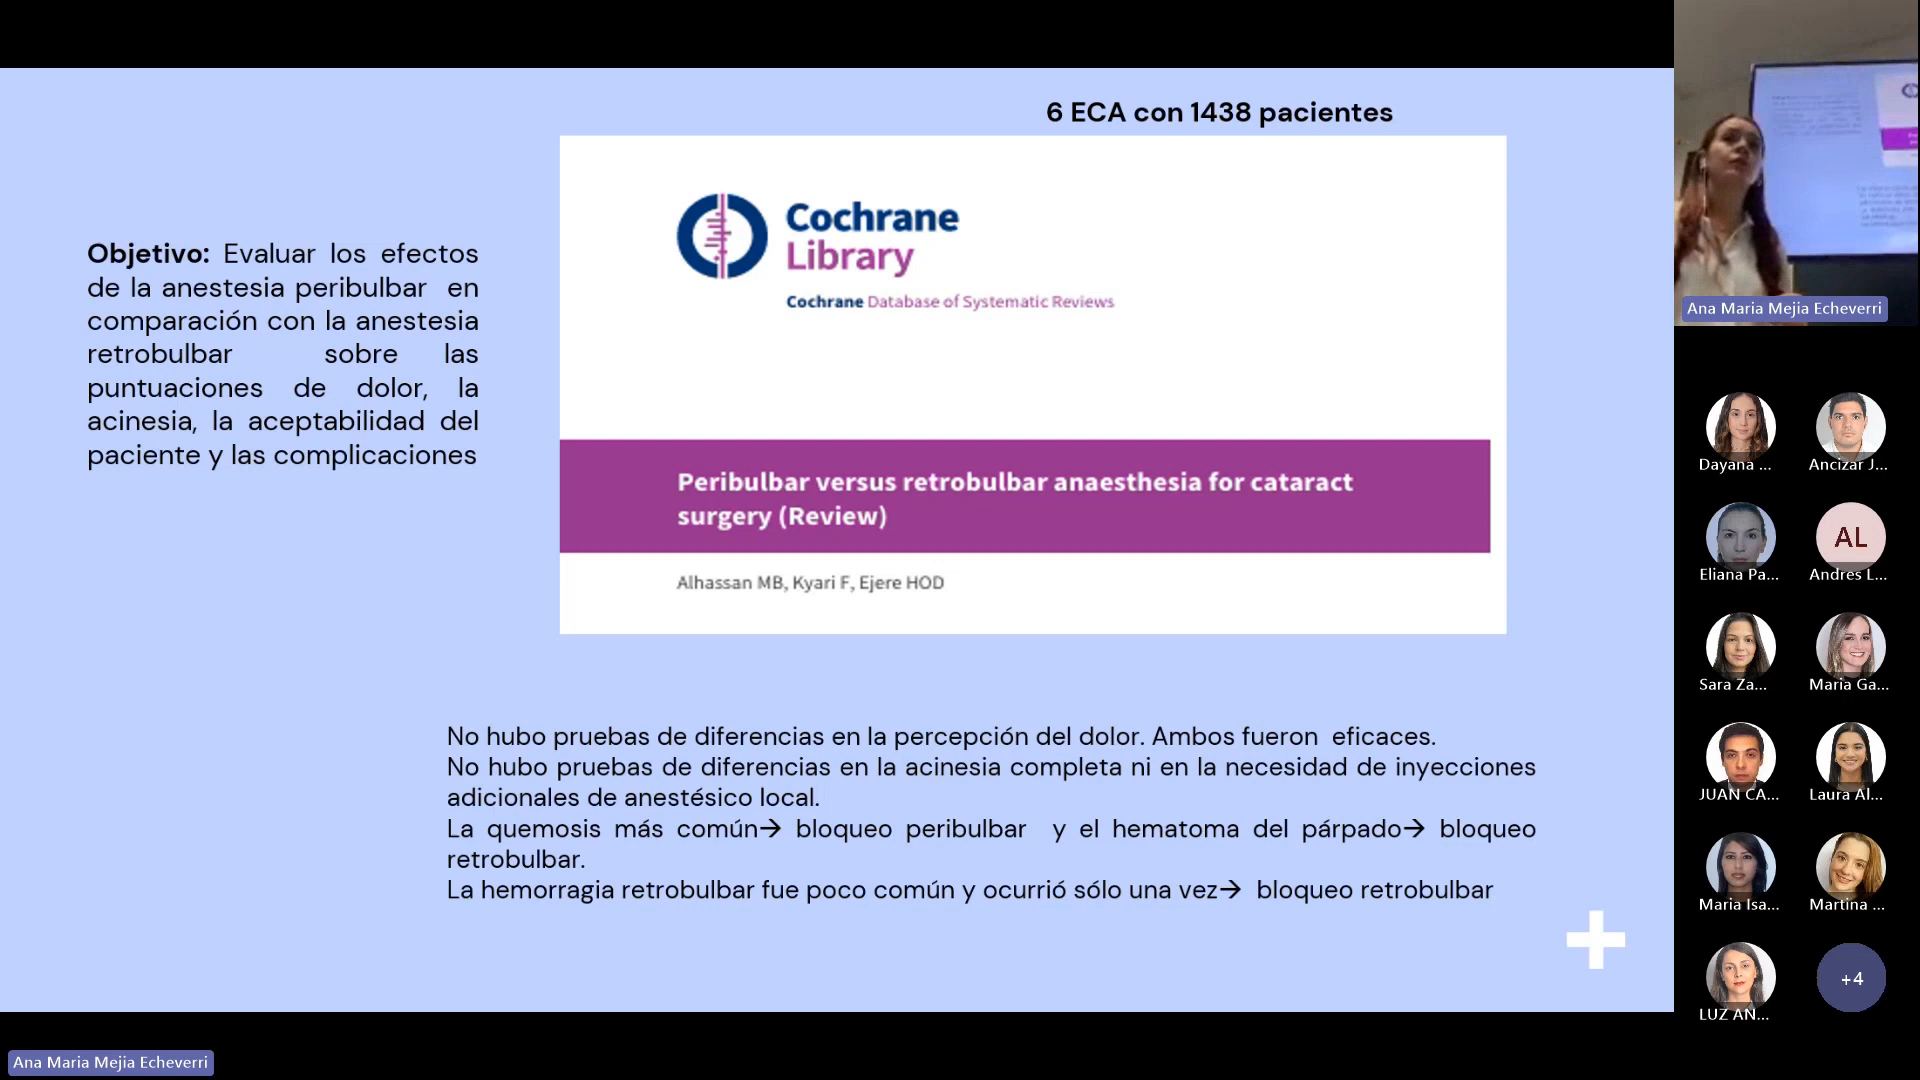 6 ECA con 1438 pacientes
Objetivo: Evaluar los efectos
de la anestesia peribulbar en
comparación con la anestesia
retrobulbar sobre las
puntuaciones de dolor, la
acinesia, la aceptabilidad del
paciente y las complicaciones
Cochrane
Library
Cochrane Database of Systematic Reviews
Peribulbar versus retrobulbar anaesthesia for cataract
surgery (Review)
Alhassan MB, Kyari F, Ejere HOD
No hubo pruebas de diferencias en la percepción del dolor. Ambos fueron eficaces.
No hubo pruebas de diferencias en la acinesia completa ni en la necesidad de inyecciones
adicionales de anestésico local.
La quemosis más común→ bloqueo peribulbar y el hematoma del párpado→ bloqueo
retrobulbar.
La hemorragia retrobulbar fue poco común y ocurrió sólo una vez→ bloqueo retrobulbar
Ana Maria Mejia Echeverri
Dayana ...
Ancizar J...
Eliana Pa...
AL
Andres L...
Sara Za...
Maria Ga...
JUAN CA...
Laura Al...
Maria Isa...
Martina ...
LUZ AN...
+4
Ana Maria Mejia Echeverri